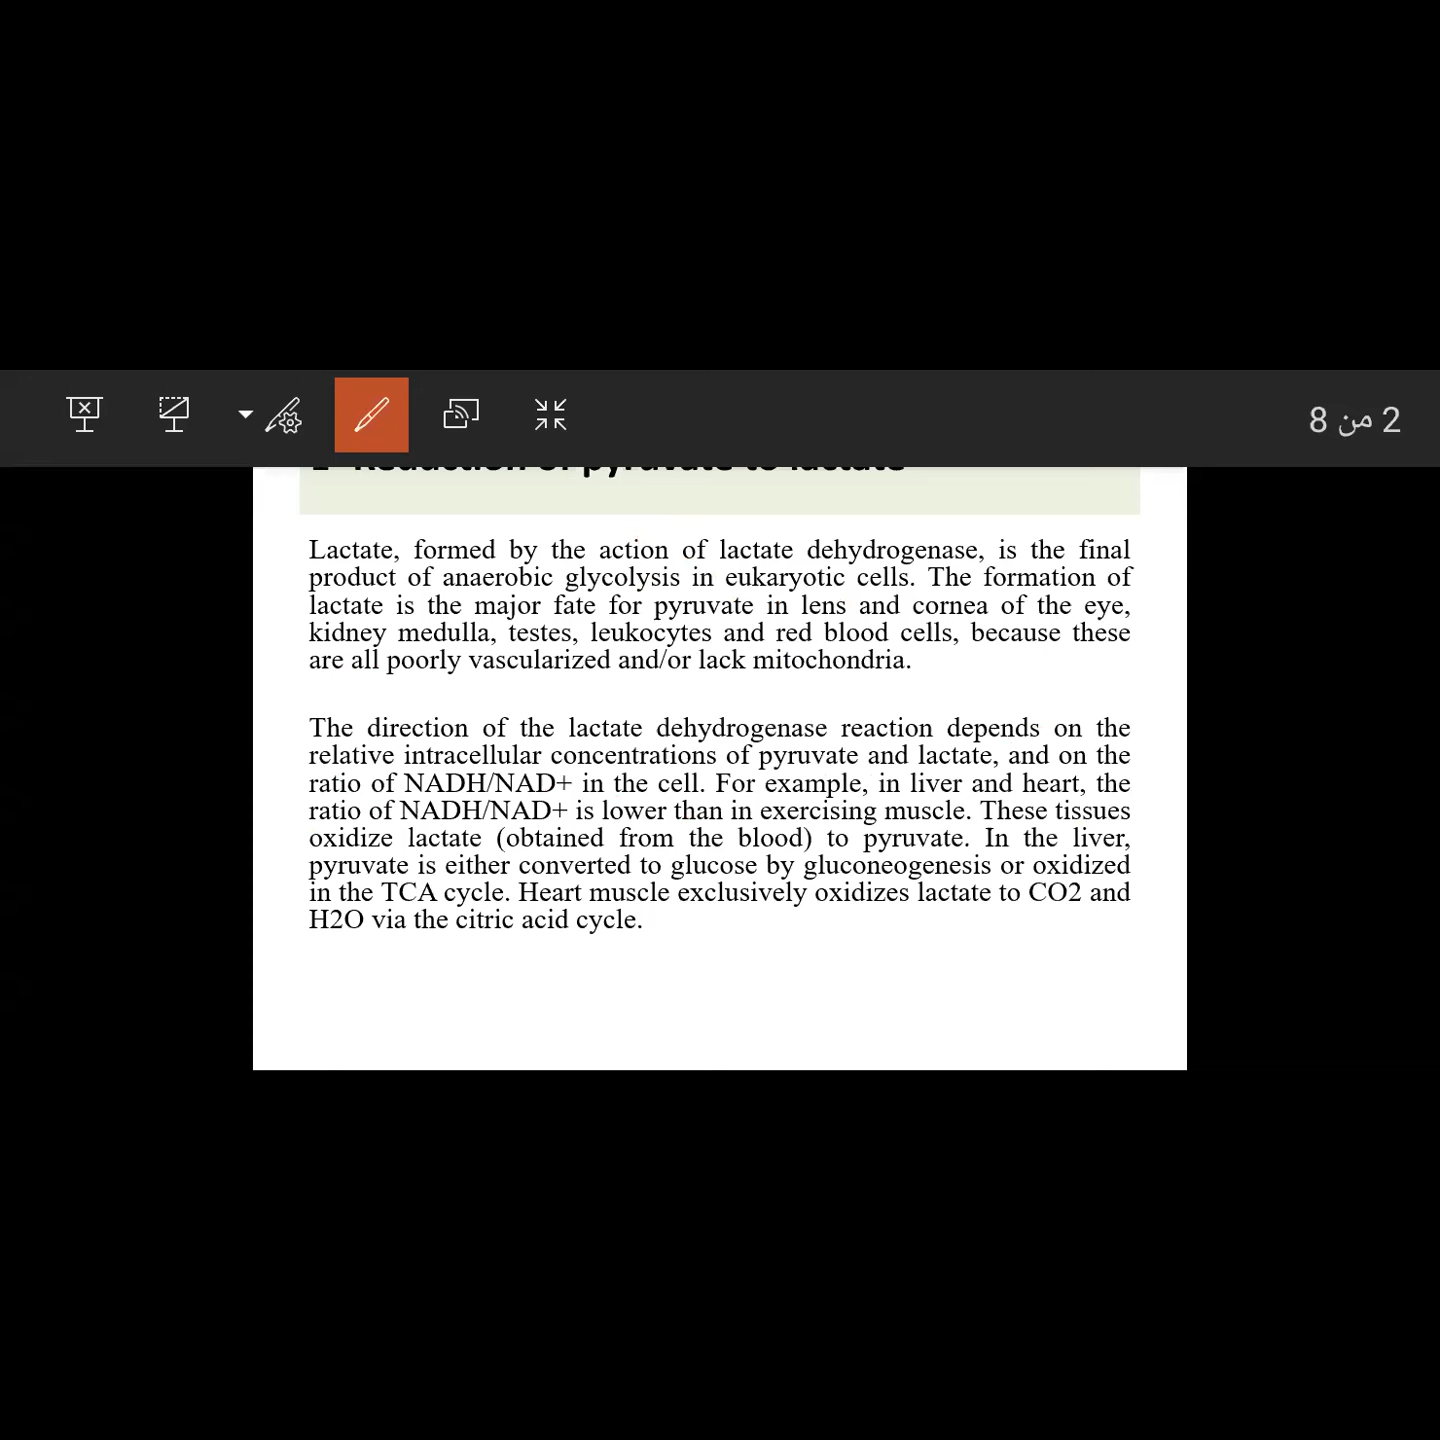 2 من 8
Reduction of pyruvate to lactate
Lactate, formed by the action of lactate dehydrogenase, is the final
product of anaerobic glycolysis in eukaryotic cells. The formation of
lactate is the major fate for pyruvate in lens and cornea of the eye,
kidney medulla, testes, leukocytes and red blood cells, because these
are all poorly vascularized and/or lack mitochondria.
The direction of the lactate dehydrogenase reaction depends on the
relative intracellular concentrations of pyruvate and lactate, and on the
ratio of NADH/NAD+ in the cell. For example, in liver and heart, the
ratio of NADH/NAD+ is lower than in exercising muscle. These tissues
oxidize lactate (obtained from the blood) to pyruvate. In the liver,
pyruvate is either converted to glucose by gluconeogenesis or oxidized
in the TCA cycle. Heart muscle exclusively oxidizes lactate to CO2 and
H2O via the citric acid cycle.